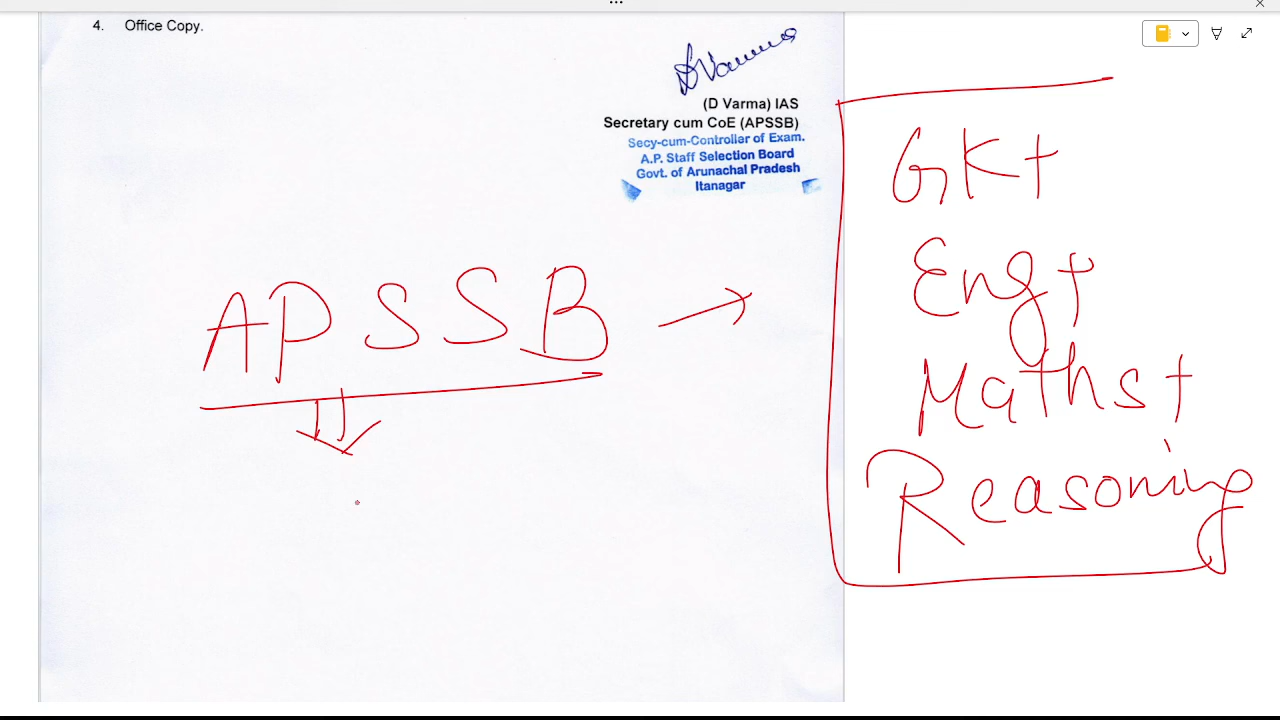 4. Office Copy.
DVarma
(D Varma) IAS
Secretary cum CoE (APSSB)
Secy-cum-Controller of Exam.
A.P. Staff Selection Board
Govt. of Arunachal Pradesh
Itanagar
APSSB
GK+
Eng+
Maths+
Reasoning